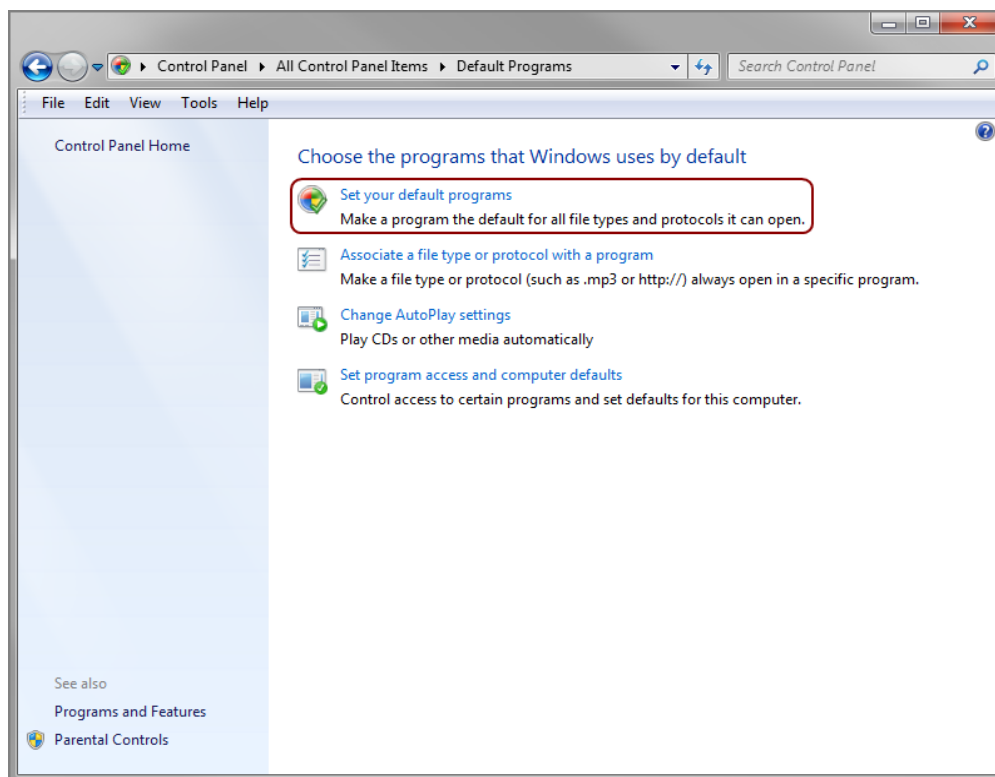 Control Panel All Control Panel Items Default Programs Search Control Panel
File Edit View Tools Help
Control Panel Home
Choose the programs that Windows uses by default
Set your default programs
Make a program the default for all file types and protocols it can open.
Associate a file type or protocol with a program
Make a file type or protocol (such as .mp3 or http://) always open in a specific program.
Change AutoPlay settings
Play CDs or other media automatically
Set program access and computer defaults
Control access to certain programs and set defaults for this computer.
See also
Programs and Features
Parental Controls